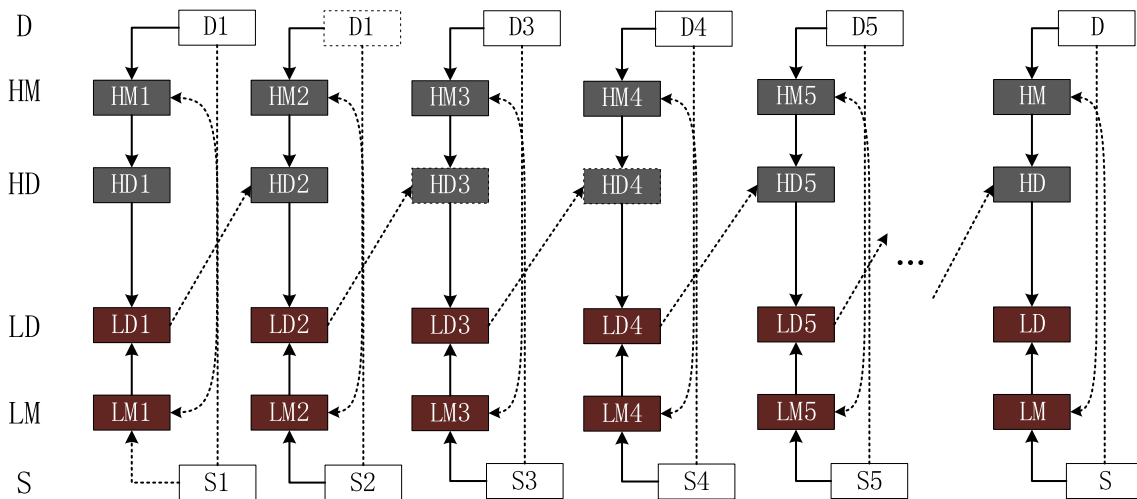 D D1 D1 D3 D4 D5 D
HM HM1 HM2 HM3 HM4 HM5 HM
HD HD1 HD2 HD3 HD4 HD5 HD
...
LD LD1 LD2 LD3 LD4 LD5 LD
LM LM1 LM2 LM3 LM4 LM5 LM
S S1 S2 S3 S4 S5 S